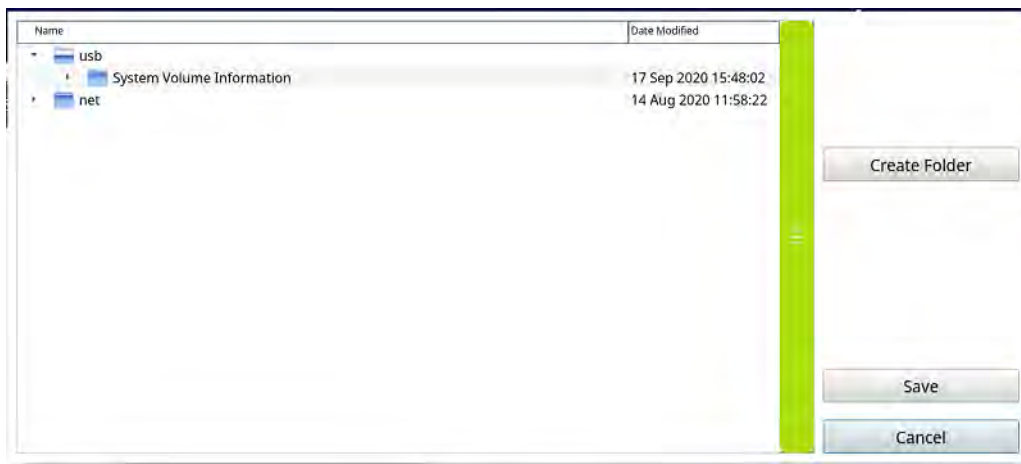 Name Date Modified
usb
System Volume Information 17 Sep 2020 15:48:02
net 14 Aug 2020 11:58:22
Create Folder
Save
Cancel